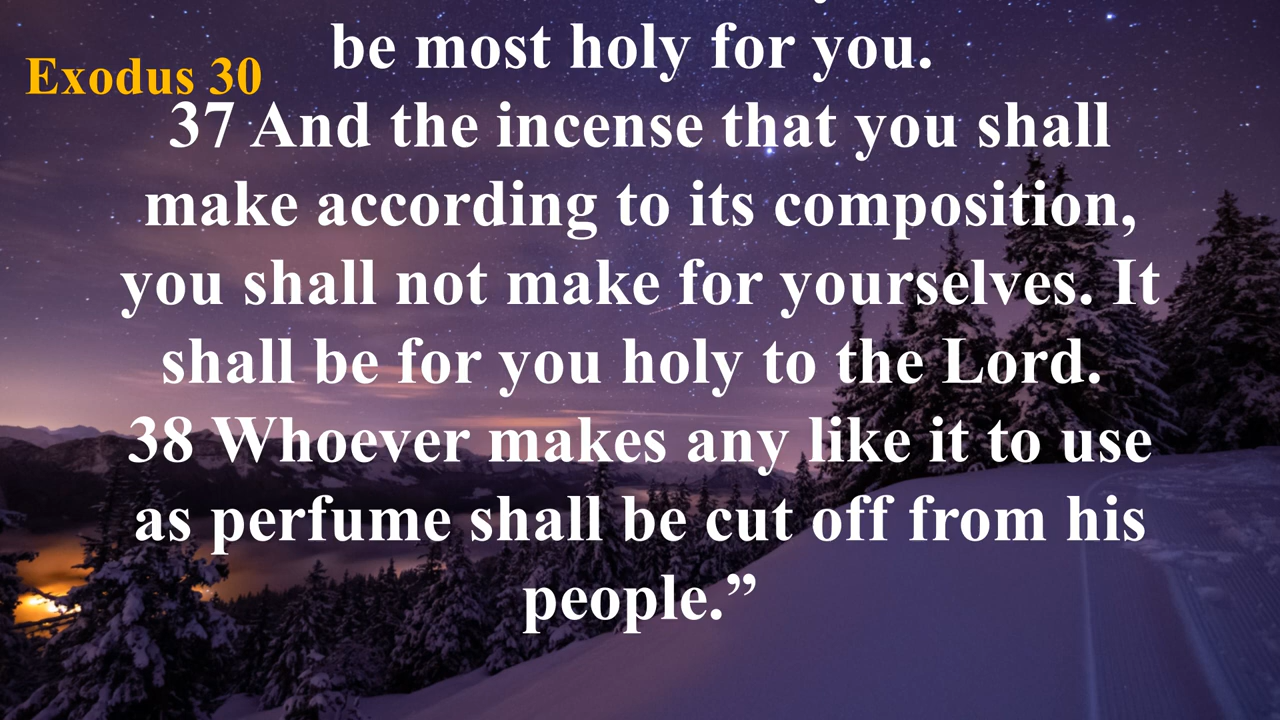 be most holy for you.
Exodus 30
37 And the incense that you shall
make according to its composition,
you shall not make for yourselves. It
shall be for you holy to the Lord.
38 Whoever makes any like it to use
as perfume shall be cut off from his
people.”